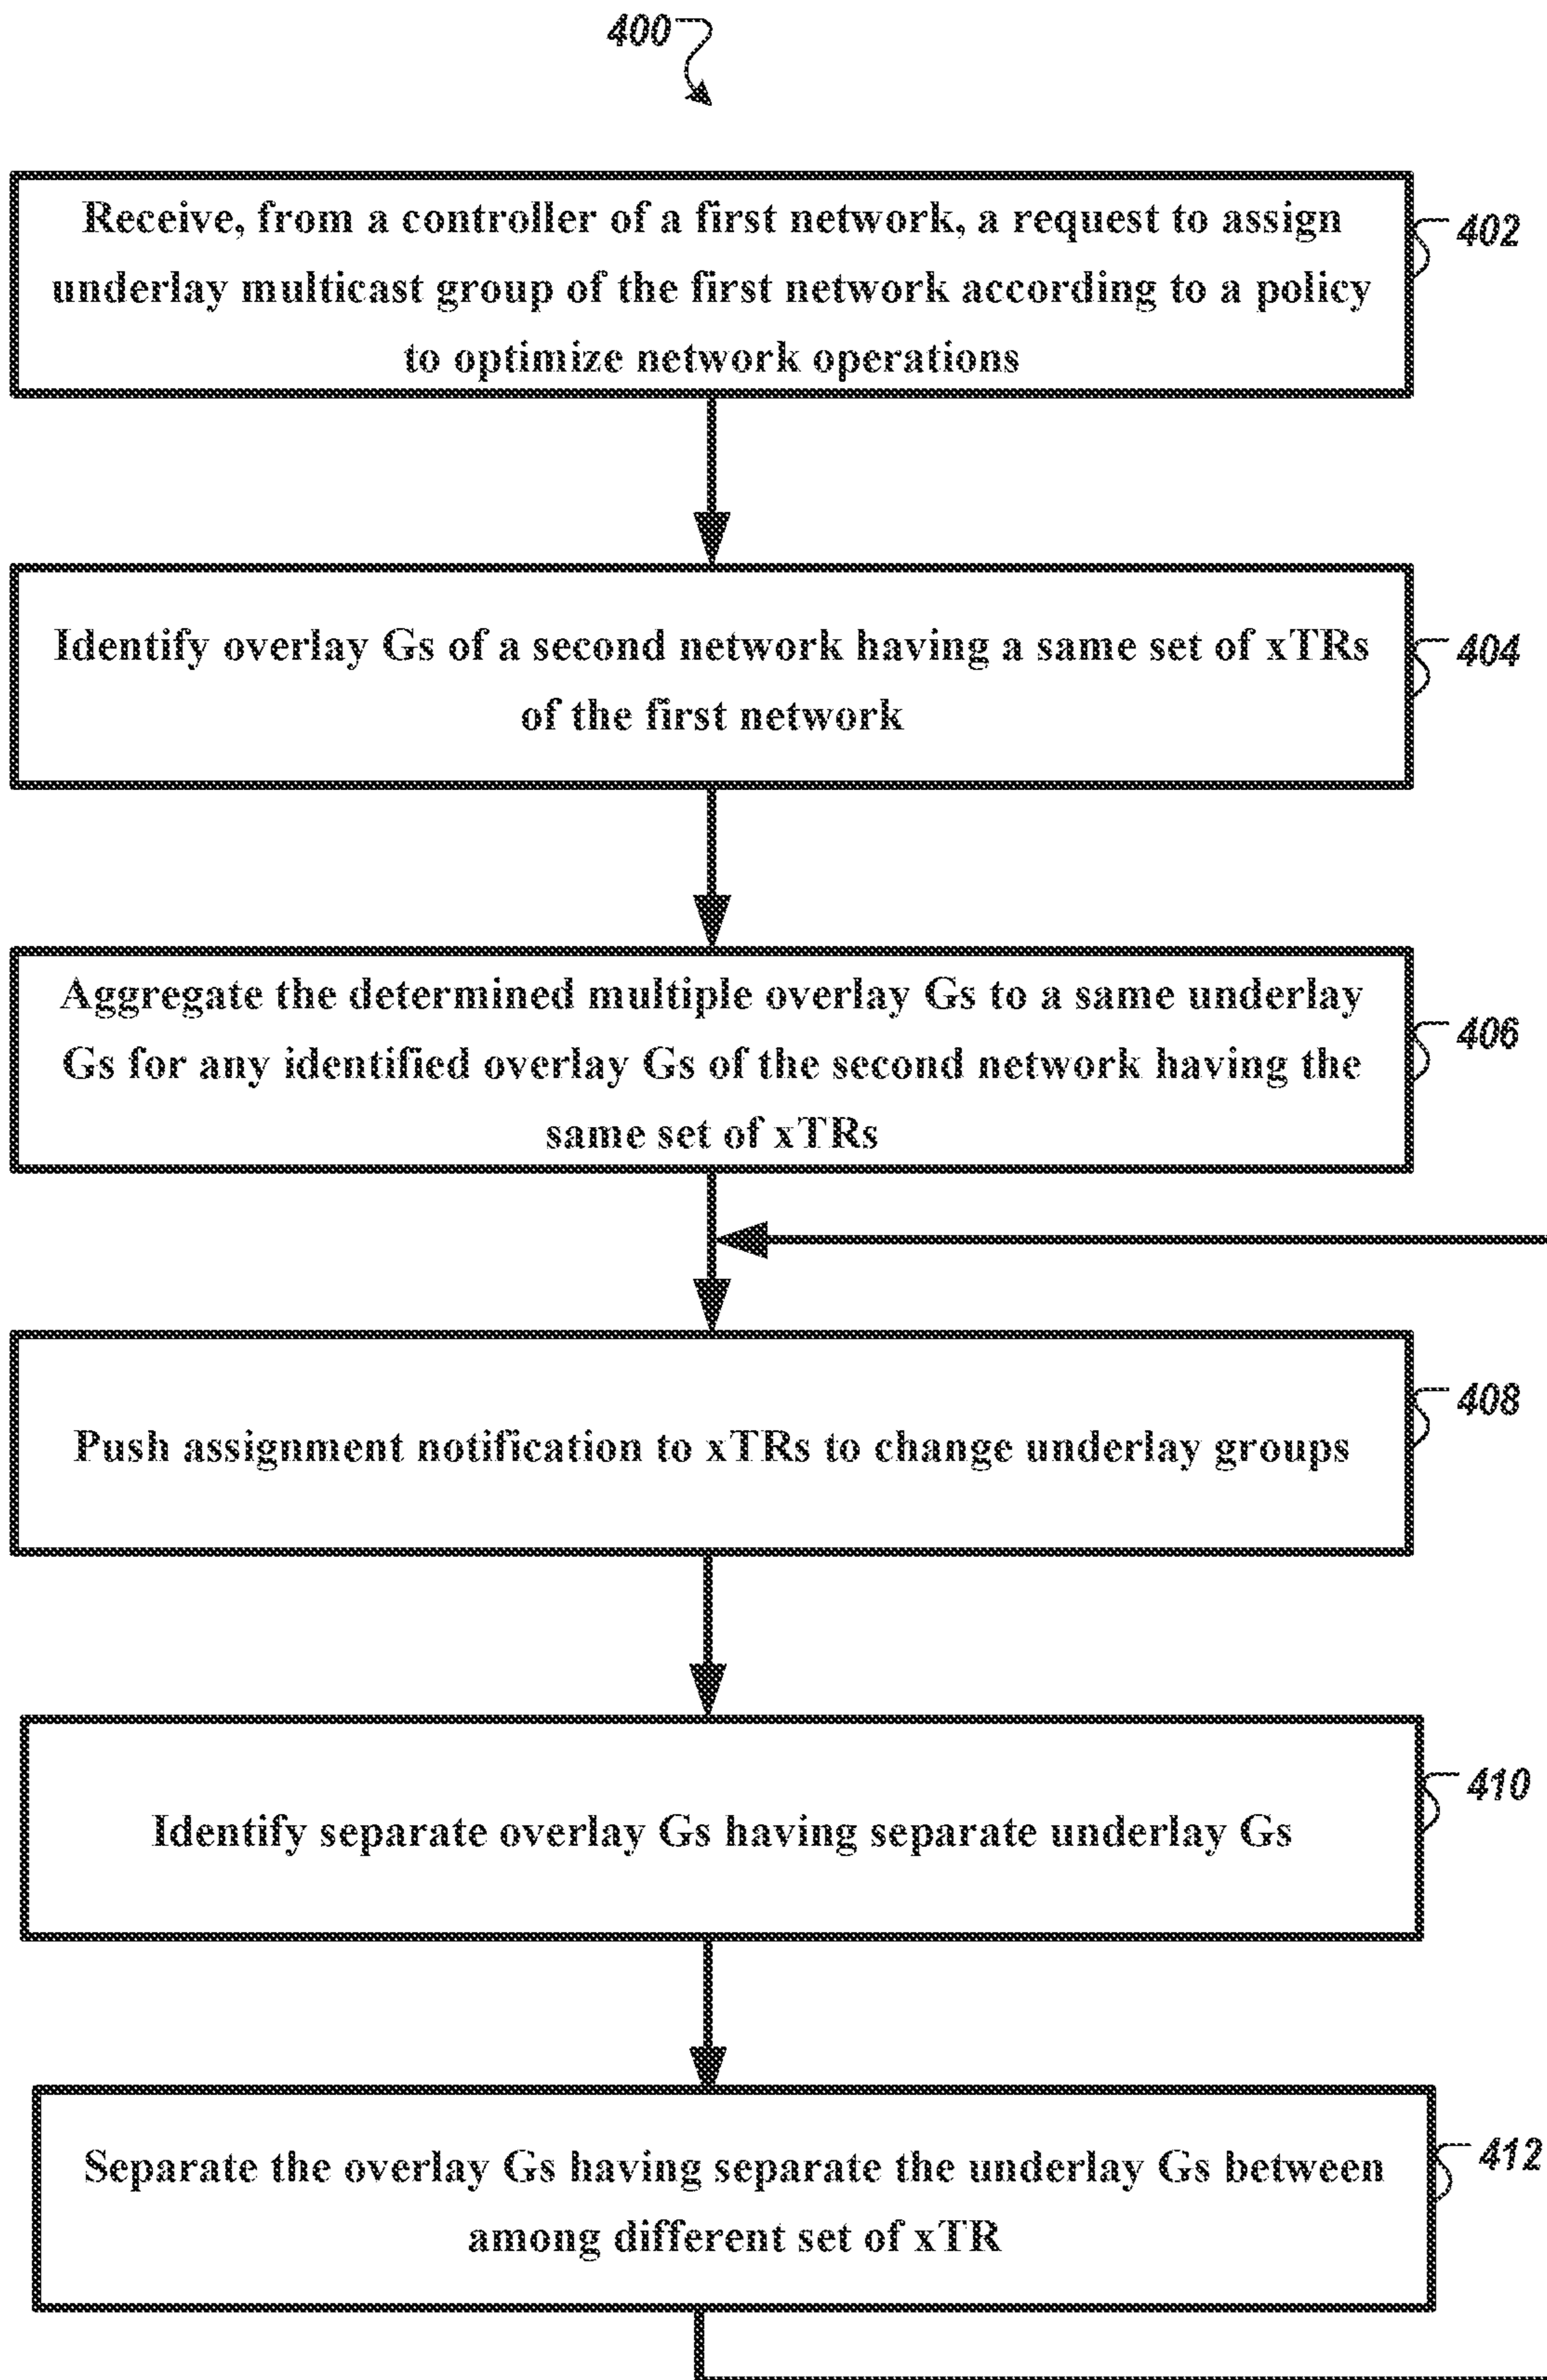 400
Receive, from a controller of a first network, a request to assign
underlay multicast group of the first network according to a policy
to optimize network operations
402
Identify overlay Gs of a second network having a same set of xTRs
of the first network
404
Aggregate the determined multiple overlay Gs to a same underlay
Gs for any identified overlay Gs of the second network having the
same set of xTRs
406
Push assignment notification to xTRs to change underlay groups
408
Identify separate overlay Gs having separate underlay Gs
410
Separate the overlay Gs having separate the underlay Gs between
among different set of xTR
412